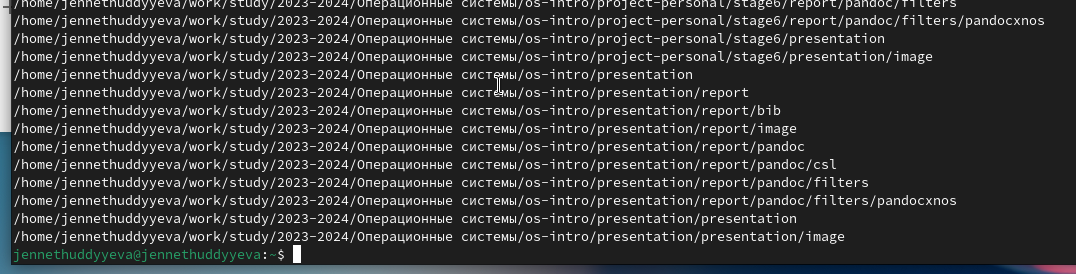 /home/jennethuddyyeva/work/study/2023-2024/Операционные системы/os-intro/project-personal/stage6/report/pandoc/filters
/home/jennethuddyyeva/work/study/2023-2024/Операционные системы/os-intro/project-personal/stage6/report/pandoc/filters/pandocxnos
/home/jennethuddyyeva/work/study/2023-2024/Операционные системы/os-intro/project-personal/stage6/presentation
/home/jennethuddyyeva/work/study/2023-2024/Операционные системы/os-intro/project-personal/stage6/presentation/image
/home/jennethuddyyeva/work/study/2023-2024/Операционные системы/os-intro/presentation
/home/jennethuddyyeva/work/study/2023-2024/Операционные системы/os-intro/presentation/report
/home/jennethuddyyeva/work/study/2023-2024/Операционные системы/os-intro/presentation/report/bib
/home/jennethuddyyeva/work/study/2023-2024/Операционные системы/os-intro/presentation/report/image
/home/jennethuddyyeva/work/study/2023-2024/Операционные системы/os-intro/presentation/report/pandoc
/home/jennethuddyyeva/work/study/2023-2024/Операционные системы/os-intro/presentation/report/pandoc/csl
/home/jennethuddyyeva/work/study/2023-2024/Операционные системы/os-intro/presentation/report/pandoc/filters
/home/jennethuddyyeva/work/study/2023-2024/Операционные системы/os-intro/presentation/report/pandoc/filters/pandocxnos
/home/jennethuddyyeva/work/study/2023-2024/Операционные системы/os-intro/presentation/presentation
/home/jennethuddyyeva/work/study/2023-2024/Операционные системы/os-intro/presentation/presentation/image
jennethuddyyeva@jennethuddyyeva:~$